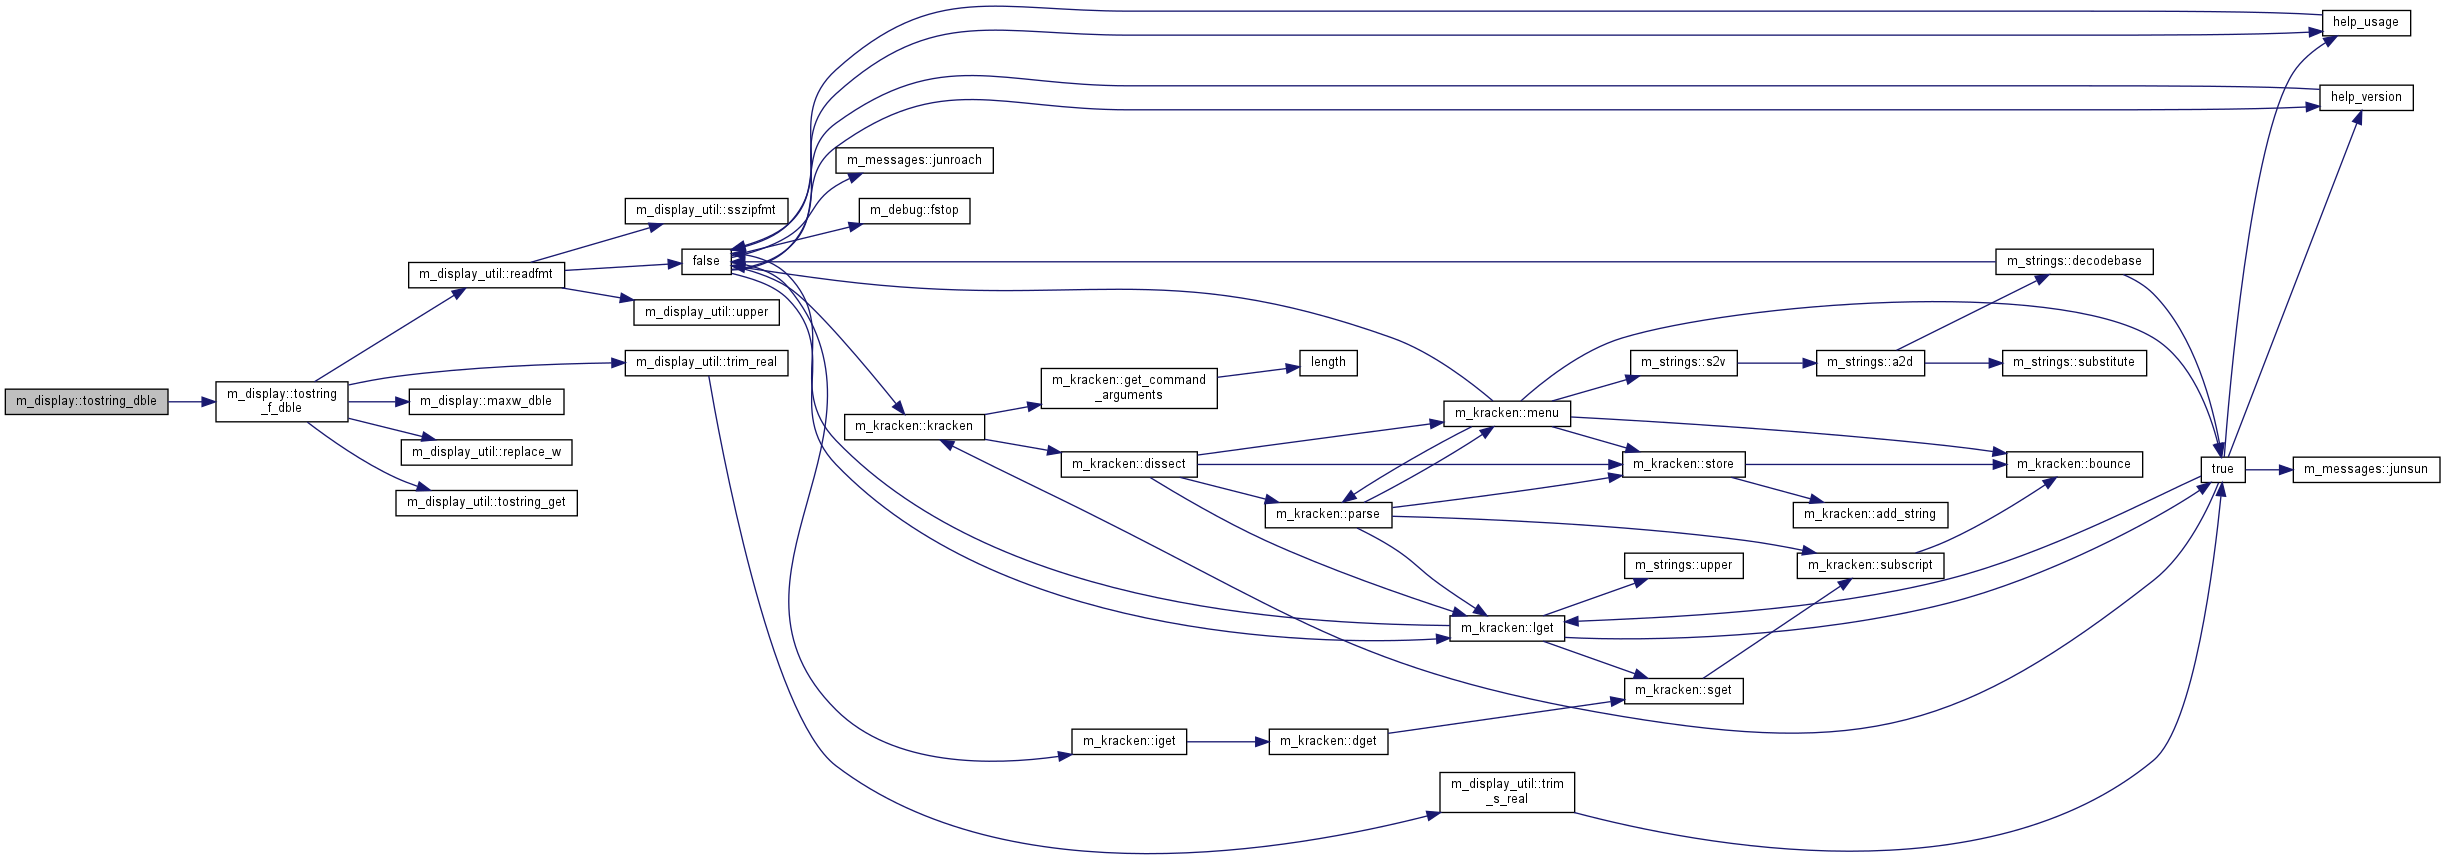 help_usage
help_version
m_messages::junroach
m_display_util::sszipfmt
m_debug::fstop
false
m_strings::decodebase
m_display_util::readfmt
m_display_util::upper
m_display_util::trim_real
length
m_strings::s2v
m_strings::a2d
m_strings::substitute
m_kracken::get_command
_arguments
m_display::tostring_dble
m_display::tostring
_f_dble
m_display::maxw_dble
m_kracken::menu
m_kracken::kracken
m_display_util::replace_w
m_kracken::dissect
m_kracken::store
m_kracken::bounce
true
m_messages::junsun
m_display_util::tostring_get
m_kracken::parse
m_kracken::add_string
m_strings::upper
m_kracken::subscript
m_kracken::lget
m_kracken::sget
m_kracken::iget
m_kracken::dget
m_display_util::trim
_s_real